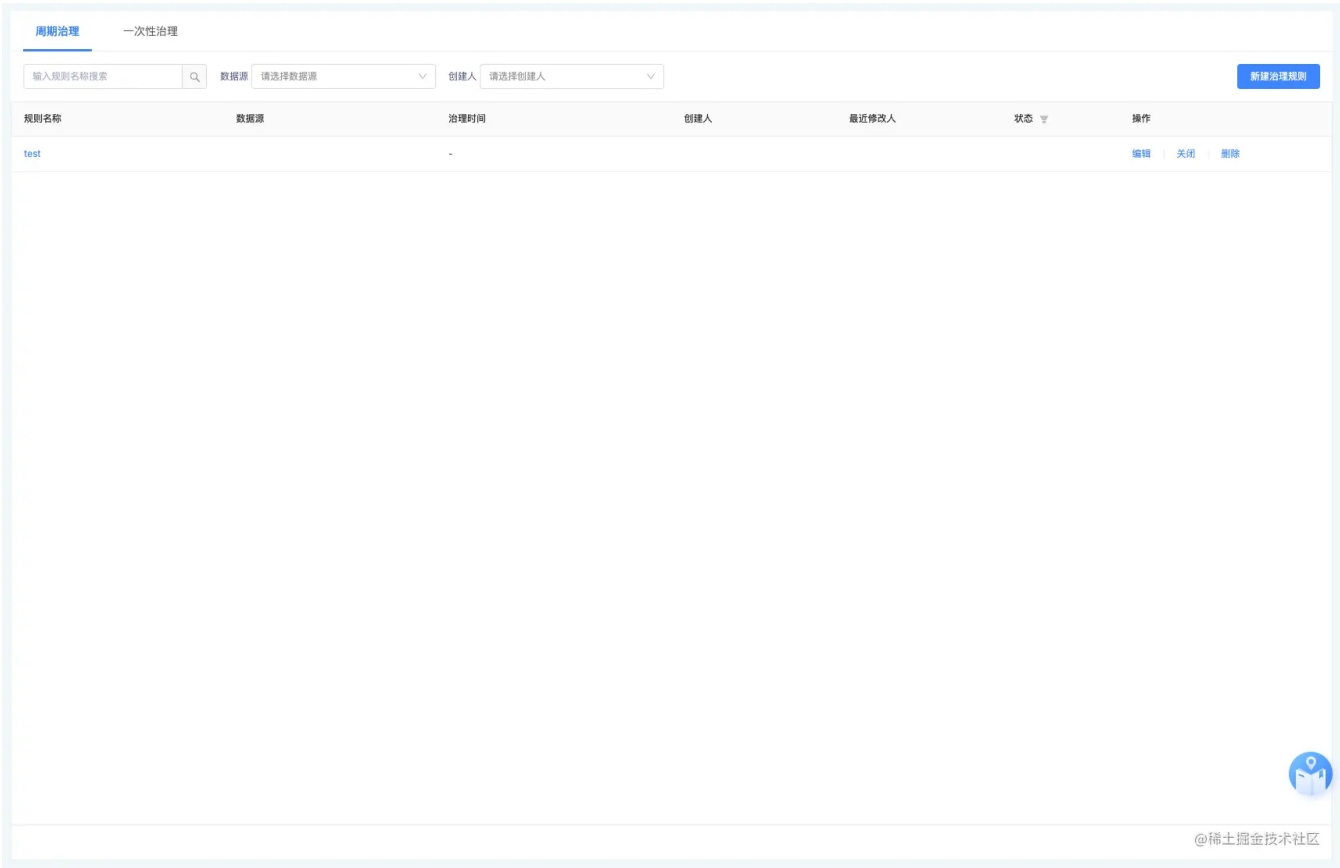 周期治理 一次性治理
输入规则名称搜索 数据源 请选择数据源 创建人 请选择创建人 新建治理规则
规则名称 数据源 治理时间 创建人 最近修改人 状态 操作
test - 编辑 关闭 删除
@稀土掘金技术社区